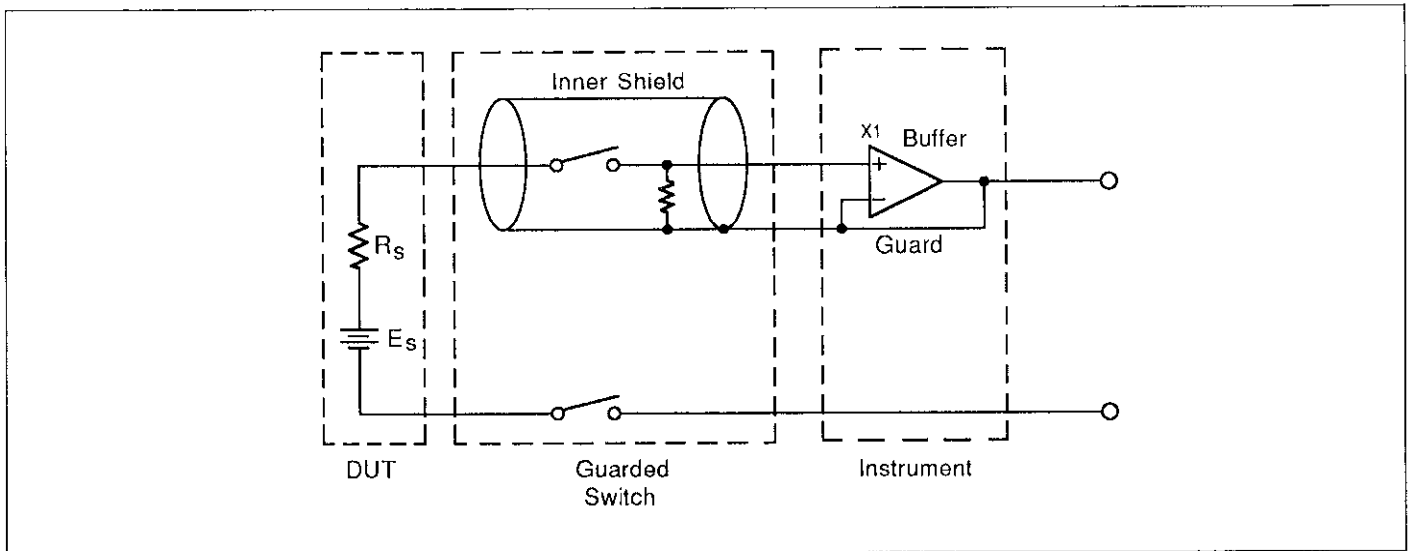 Inner Shield
X1
Buffer
+
−
Guard
RS
ES
DUT
Guarded
Switch
Instrument